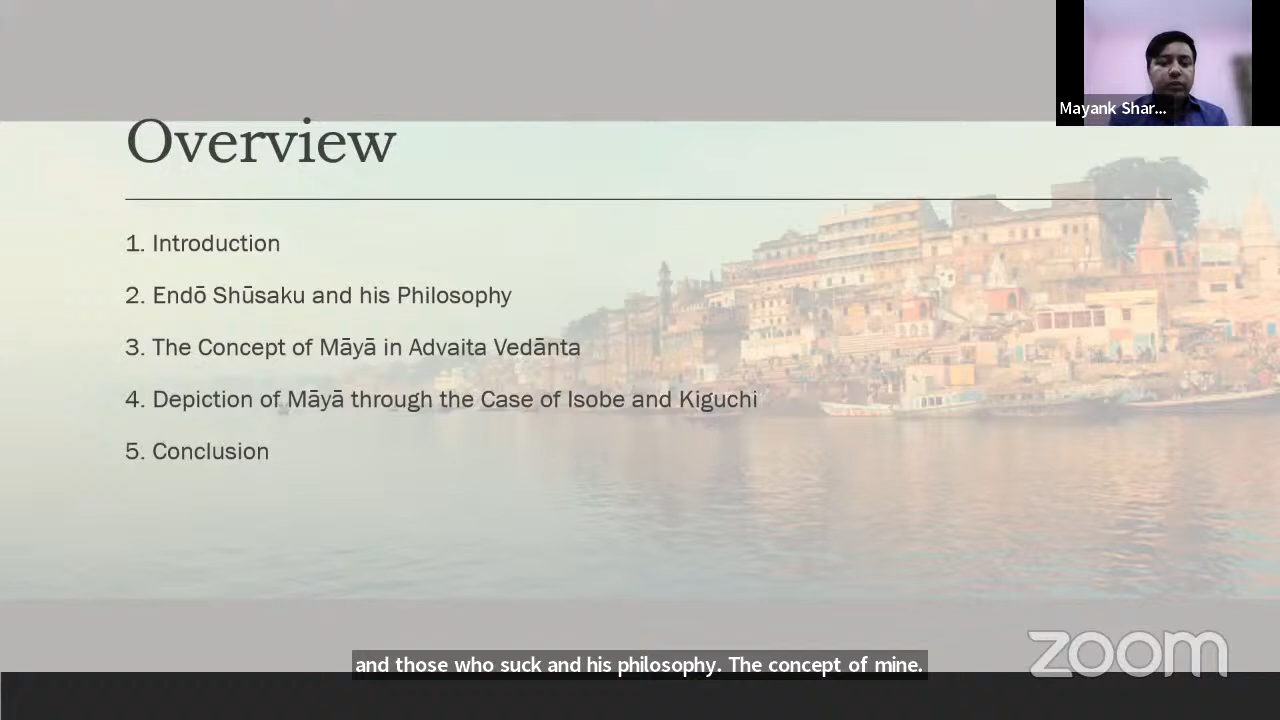 Mayank Shar...
Overview
1. Introduction
2. Endō Shūsaku and his Philosophy
3. The Concept of Māyā in Advaita Vedānta
4. Depiction of Māyā through the Case of Isobe and Kiguchi
5. Conclusion
and those who suck and his philosophy. The concept of mine.
zoom